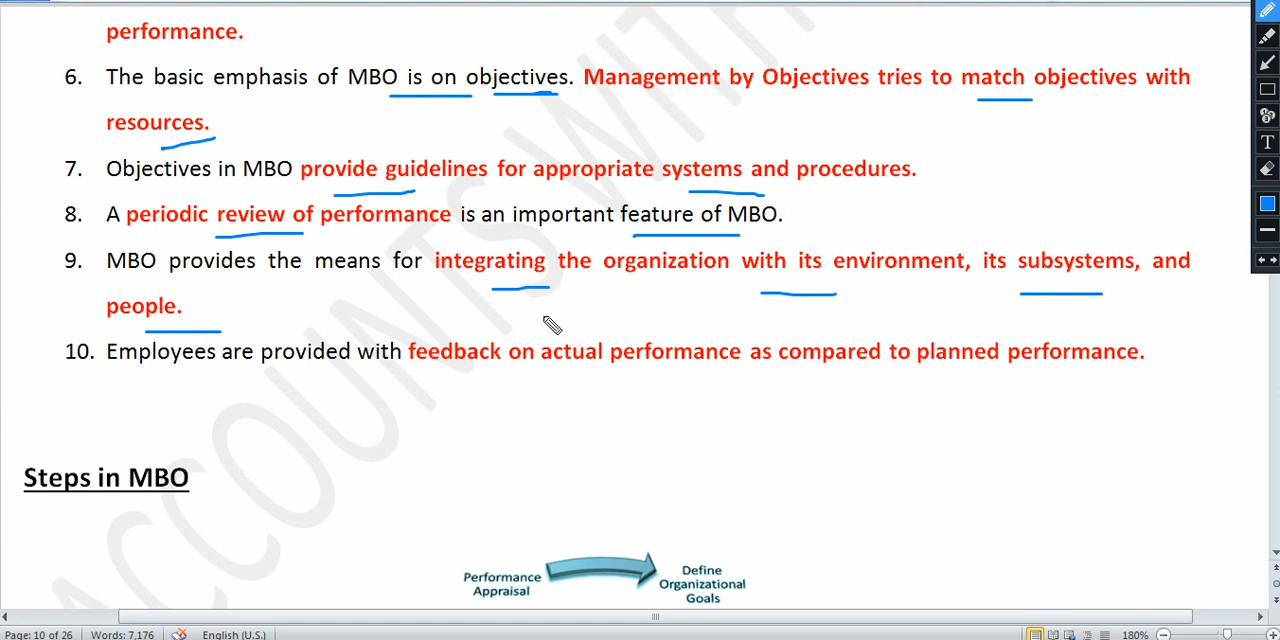 performance.
6. The basic emphasis of MBO is on objectives. Management by Objectives tries to match objectives with
resources.
7. Objectives in MBO provide guidelines for appropriate systems and procedures.
8. A periodic review of performance is an important feature of MBO.
9. MBO provides the means for integrating the organization with its environment, its subsystems, and
people.
10. Employees are provided with feedback on actual performance as compared to planned performance.
ACCOUNTS WITH
Steps in MBO
Performance
Appraisal
Define
Organizational
Goals
Page: 10 of 26 Words: 7,176 English (U.S.) 180%